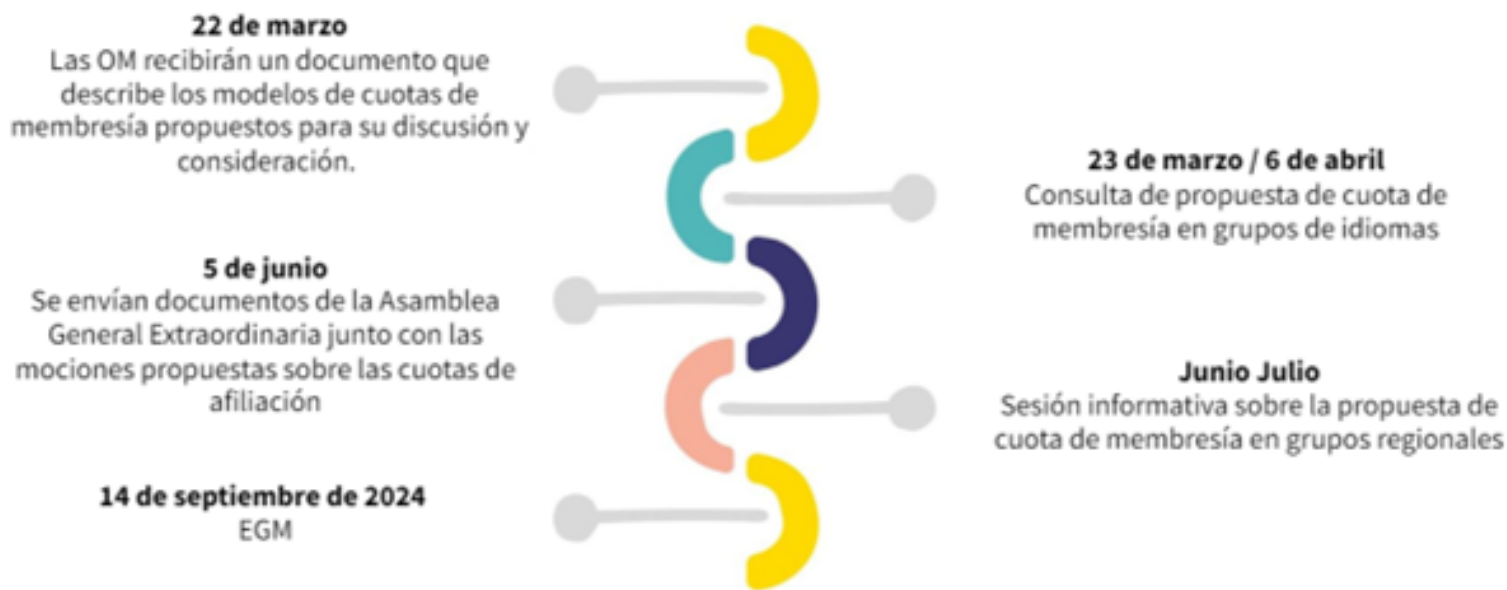 22 de marzo
Las OM recibirán un documento que
describe los modelos de cuotas de
membresía propuestos para su discusión y
consideración.
23 de marzo / 6 de abril
Consulta de propuesta de cuota de
membresía en grupos de idiomas
5 de junio
Se envían documentos de la Asamblea
General Extraordinaria junto con las
mociones propuestas sobre las cuotas de
afiliación
Junio Julio
Sesión informativa sobre la propuesta de
cuota de membresía en grupos regionales
14 de septiembre de 2024
EGM